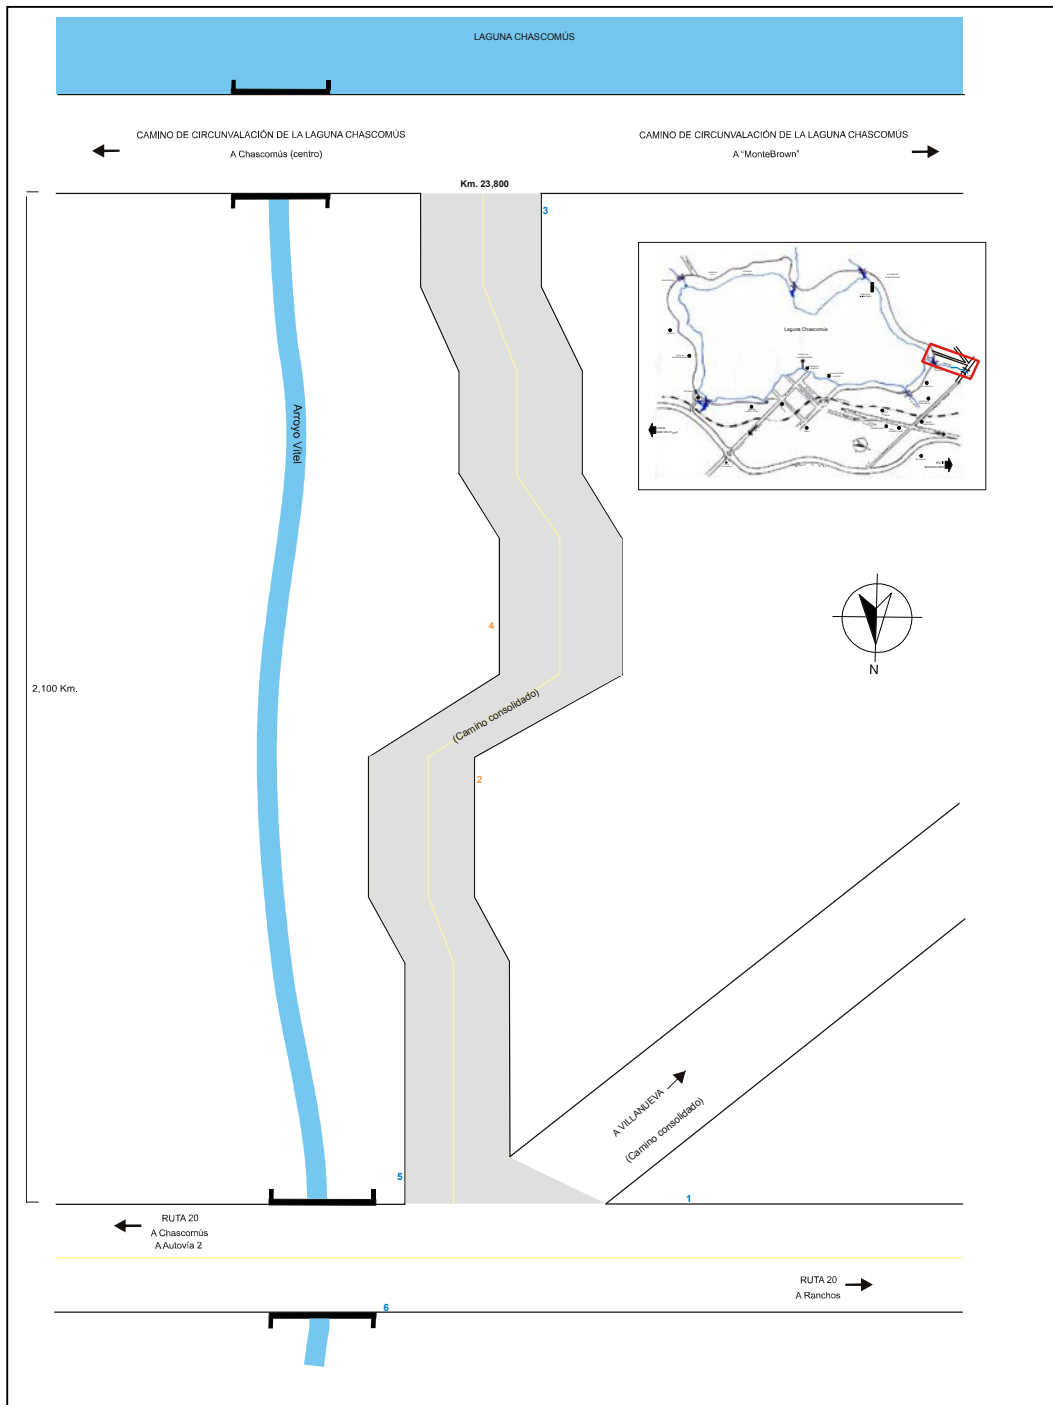 LAGUNA CHASCOMÚS
CAMINO DE CIRCUNVALACIÓN DE LA LAGUNA CHASCOMÚS
A Chascomús (centro)
CAMINO DE CIRCUNVALACIÓN DE LA LAGUNA CHASCOMÚS
A "MonteBrown"
Km. 23,800
3
Laguna Chascomús
Arroyo Vitel
4
N
2,100 Km.
(Camino consolidado)
2
A VILLANUEVA
(Camino consolidado)
5
1
RUTA 20
A Chascomús
A Autovía 2
RUTA 20
A Ranchos
6